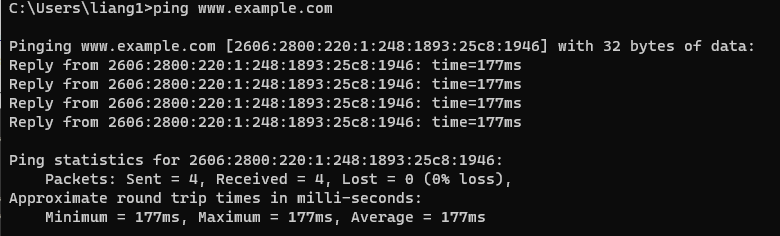 C:\Users\liang1>ping www.example.com
Pinging www.example.com [2606:2800:220:1:248:1893:25c8:1946] with 32 bytes of data:
Reply from 2606:2800:220:1:248:1893:25c8:1946: time=177ms
Reply from 2606:2800:220:1:248:1893:25c8:1946: time=177ms
Reply from 2606:2800:220:1:248:1893:25c8:1946: time=177ms
Reply from 2606:2800:220:1:248:1893:25c8:1946: time=177ms
Ping statistics for 2606:2800:220:1:248:1893:25c8:1946:
    Packets: Sent = 4, Received = 4, Lost = 0 (0% loss),
Approximate round trip times in milli-seconds:
    Minimum = 177ms, Maximum = 177ms, Average = 177ms